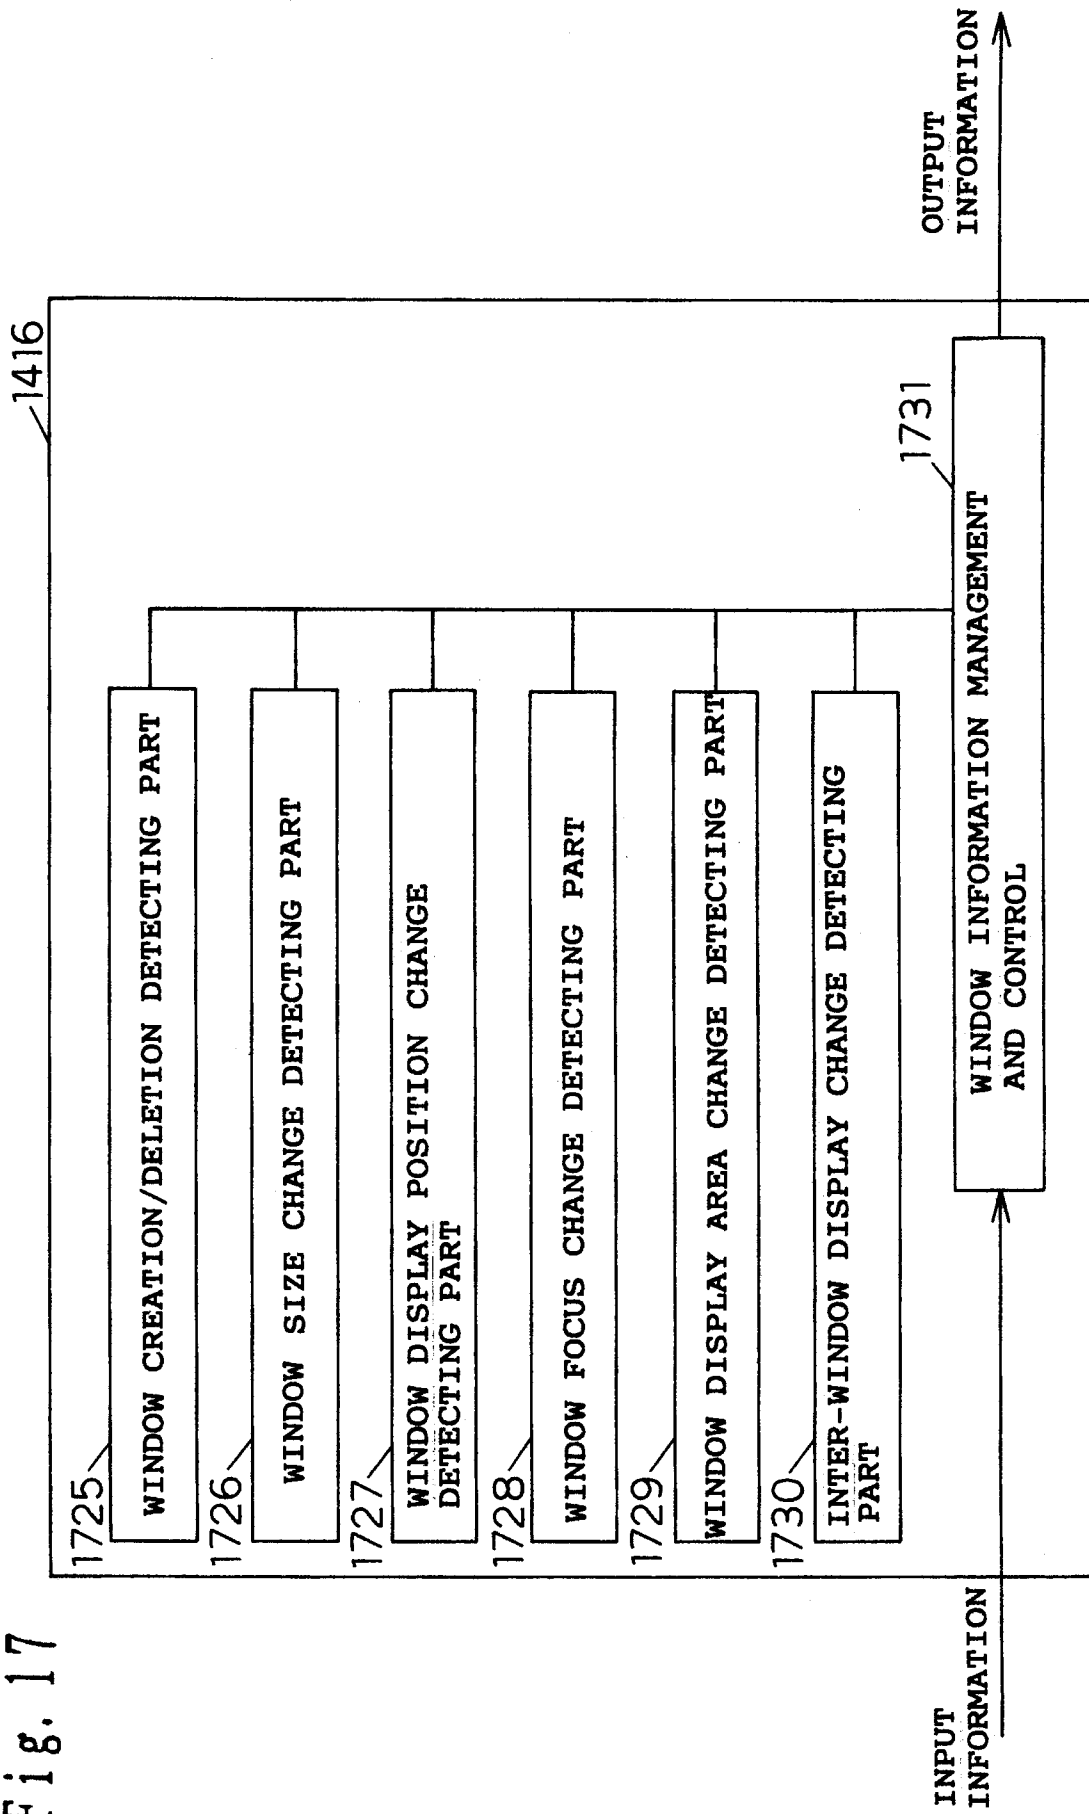 Fig. 17
1416
1725
WINDOW CREATION/DELETION DETECTING PART
1726
WINDOW SIZE CHANGE DETECTING PART
1727
WINDOW DISPLAY POSITION CHANGE
DETECTING PART
1728
WINDOW FOCUS CHANGE DETECTING PART
1729
WINDOW DISPLAY AREA CHANGE DETECTING PART
1730
INTER-WINDOW DISPLAY CHANGE DETECTING
PART
1731
WINDOW INFORMATION MANAGEMENT
AND CONTROL
INPUT
INFORMATION
OUTPUT
INFORMATION